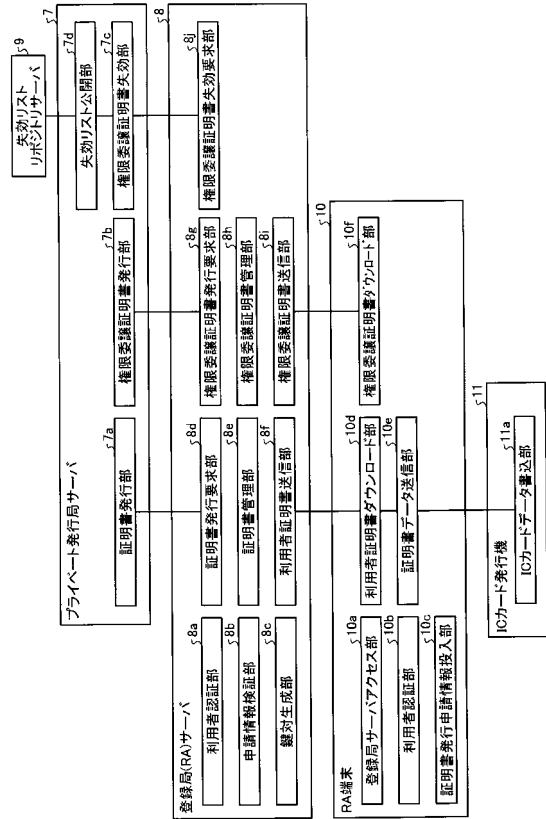 失効リスト
リポジトリサーバ
9
プライベート発行局サーバ
7
証明書発行部
7a
権限委譲証明書発行部
7b
失効リスト公開部
7d
権限委譲証明書失効部
7c
登録局(RA)サーバ
8
利用者認証部
8a
申請情報検証部
8b
鍵対生成部
8c
証明書発行要求部
8d
証明書管理部
8e
利用者証明書送信部
8f
権限委譲証明書発行要求部
8g
権限委譲証明書管理部
8h
権限委譲証明書送信部
8i
権限委譲証明書失効要求部
8j
RA端末
10
登録局サーバアクセス部
10a
利用者認証部
10b
証明書発行申請情報投入部
10c
利用者証明書ダウンロード部
10d
証明書データ送信部
10e
権限委譲証明書ダウンロード部
10f
ICカード発行機
11
ICカードデータ書込部
11a